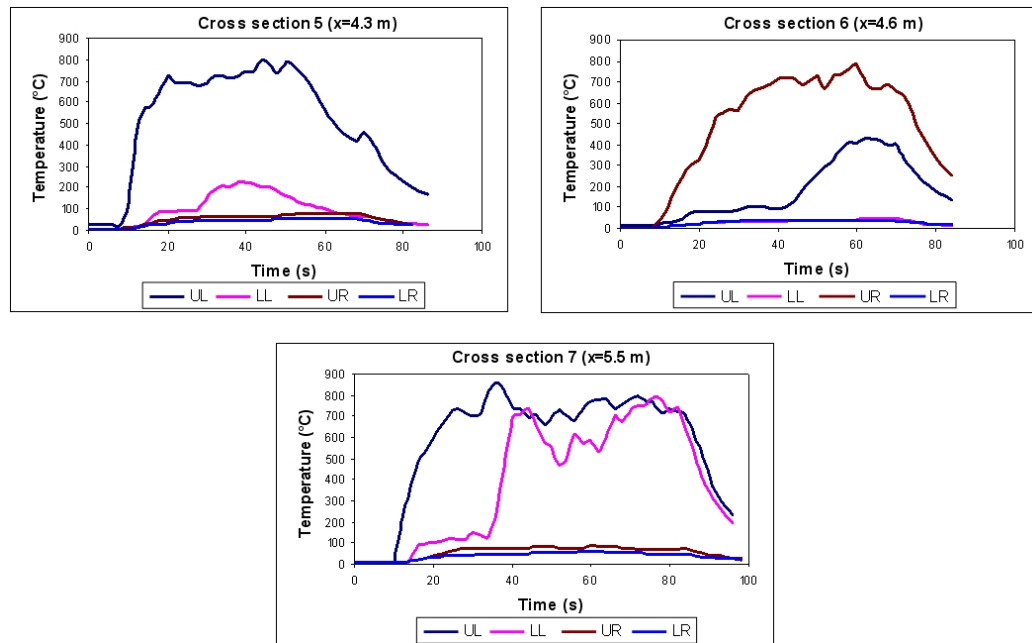 Cross section 5 (x=4.3 m)
900
800
700
600
500
400
300
200
100
0
Temperature (°C)
0 20 40 60 80 100
Time (s)
UL LL UR LR
Cross section 6 (x=4.6 m)
900
800
700
600
500
400
300
200
100
0
Temperature (°C)
0 20 40 60 80 100
Time (s)
UL LL UR LR
Cross section 7 (x=5.5 m)
900
800
700
600
500
400
300
200
100
0
Temperature (°C)
0 20 40 60 80 100
Time (s)
UL LL UR LR